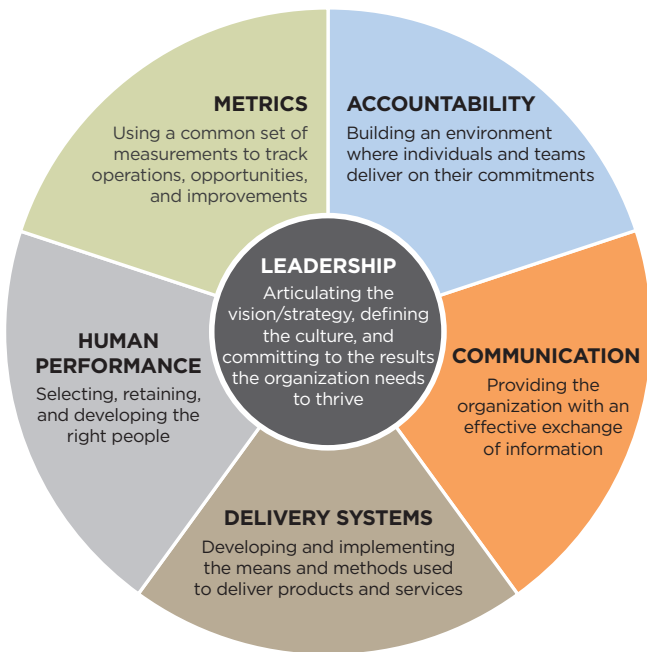 METRICS
Using a common set of
measurements to track
operations, opportunities,
and improvements
ACCOUNTABILITY
Building an environment
where individuals and teams
deliver on their commitments
LEADERSHIP
Articulating the
vision/strategy, defining
the culture, and
committing to the results
the organization needs
to thrive
HUMAN
PERFORMANCE
Selecting, retaining,
and developing the
right people
COMMUNICATION
Providing the
organization with an
effective exchange
of information
DELIVERY SYSTEMS
Developing and implementing
the means and methods used
to deliver products and services